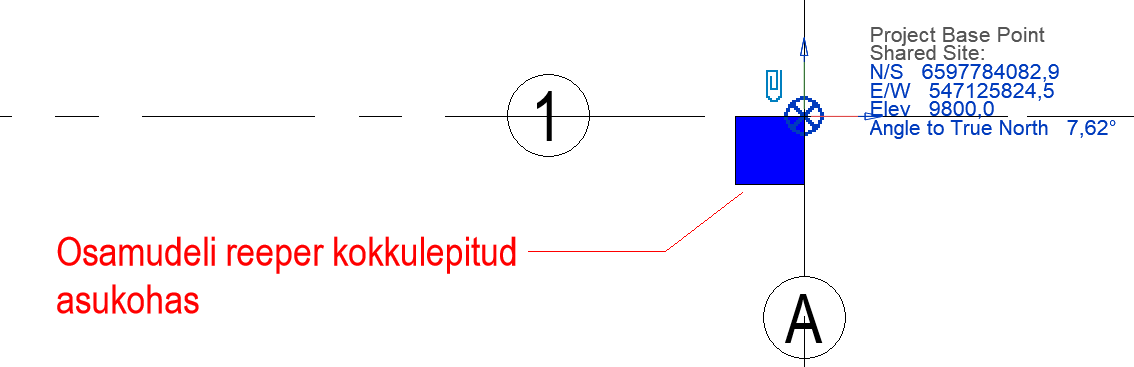 Project Base Point
Shared Site:
N/S 6597784082,9
E/W 547125824,5
Elev 9800,0
Angle to True North 7,62°
1
Osamudeli reeper kokkulepitud
asukohas
A